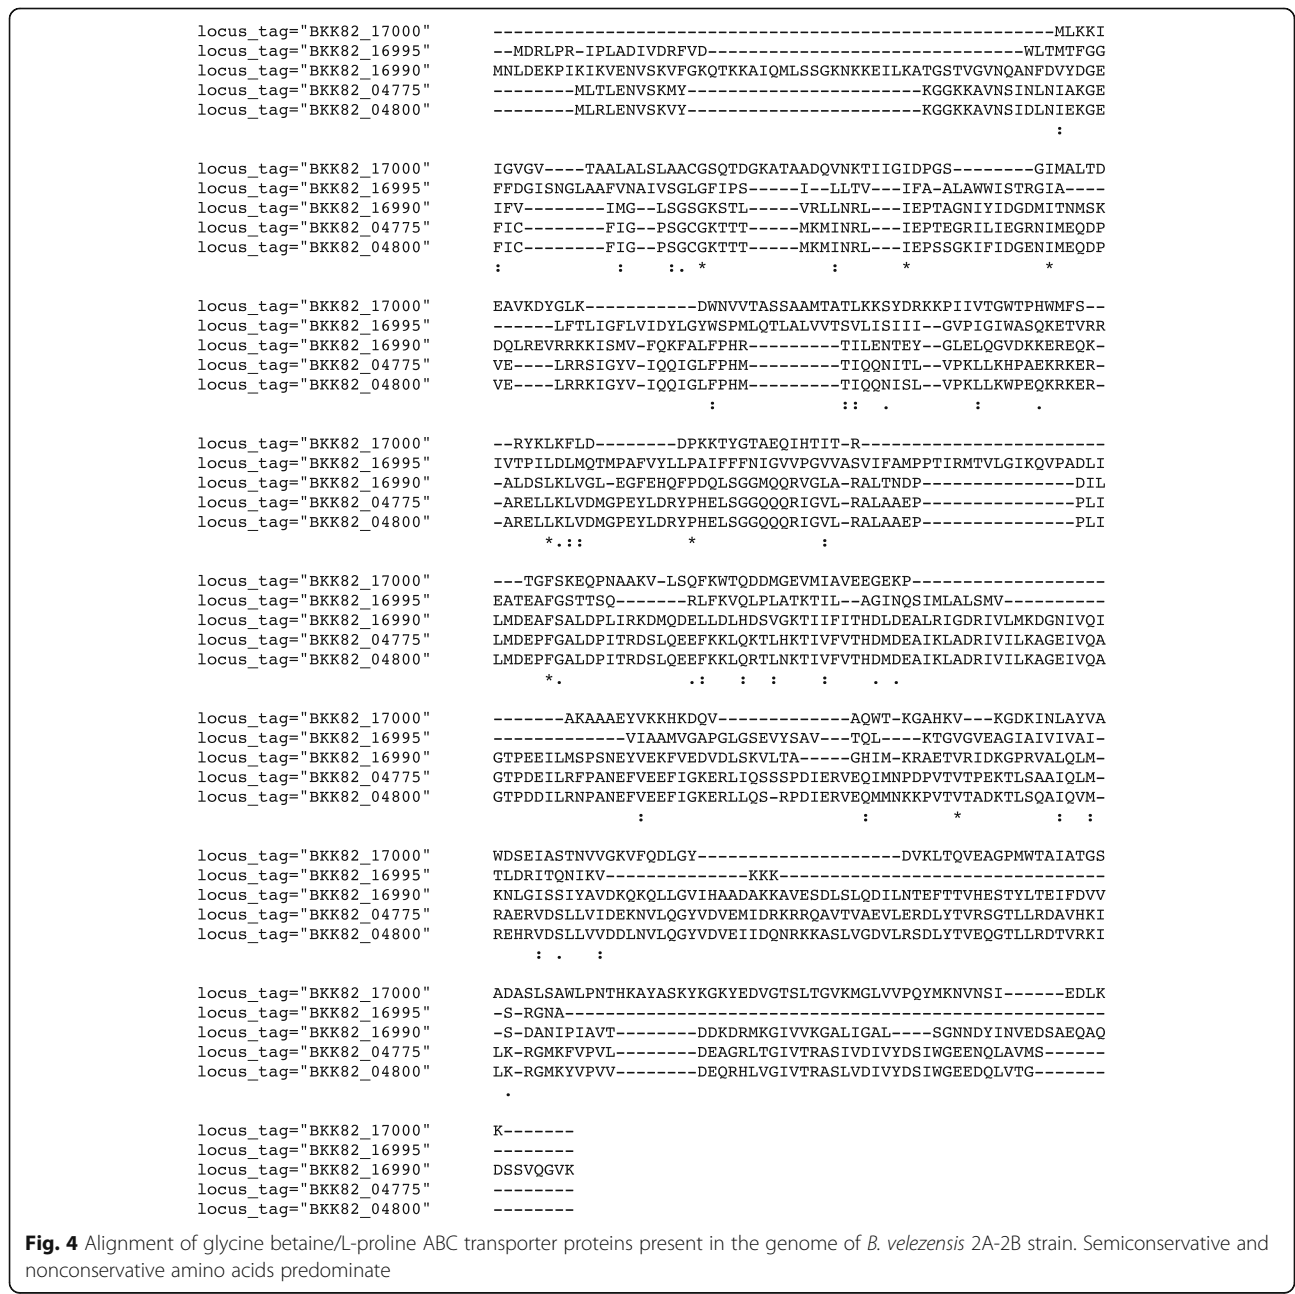 locus_tag="BKK82_17000" -------------------------------------------------------MLKKI
locus_tag="BKK82_16995" --MDRLPR-IPLADIVDRFVD-------------------------------WLTMTFGG
locus_tag="BKK82_16990" MNLDEKPIKIKVENVSKVFGKQTKKAIQMLSSGKNKKEILKATGSTVGVNQANFDVYDGE
locus_tag="BKK82_04775" --------MLTLENVSKMY-----------------------KGGKKAVNSINLNIAKGE
locus_tag="BKK82_04800" --------MLRLENVSKVY-----------------------KGGKKAVNSIDLNIEKGE
:
locus_tag="BKK82_17000" IGVGV----TAALALSLAACGSQTDGKATAADQVNKTIIGIDPGS--------GIMALTD
locus_tag="BKK82_16995" FFDGISNGLAAFVNAIVSGLGFIPS-----I--LLTV---IFA-ALAWWISTRGIA----
locus_tag="BKK82_16990" IFV--------IMG--LSGSGKSTL-----VRLLNRL---IEPTAGNIYIDGDMITNMSK
locus_tag="BKK82_04775" FIC--------FIG--PSGCGKTTT-----MKMINRL---IEPTEGRILIEGRNIMEQDP
locus_tag="BKK82_04800" FIC--------FIG--PSGCGKTTT-----MKMINRL---IEPSSGKIFIDGENIMEQDP
:           :    :. *            :      *             *
locus_tag="BKK82_17000" EAVKDYGLK-----------DWNVVTASSAAMTATLKKSYDRKKPIIVTGWTPHWMFS--
locus_tag="BKK82_16995" ------LFTLIGFLVIDYLGYWSPMLQTLALVVTSVLISIII--GVPIGIWASQKETVRR
locus_tag="BKK82_16990" DQLREVRRKKISMV-FQKFALFPHR---------TILENTEY--GLELQGVDKKEREQK-
locus_tag="BKK82_04775" VE----LRRSIGYV-IQQIGLFPHM---------TIQQNITL--VPKLLKHPAEKRKER-
locus_tag="BKK82_04800" VE----LRRKIGYV-IQQIGLFPHM---------TIQQNISL--VPKLLKWPEQKRKER-
:            ::  .        :     .
locus_tag="BKK82_17000" --RYKLKFLD--------DPKKTYGTAEQIHTIT-R------------------------
locus_tag="BKK82_16995" IVTPILDLMQTMPAFVYLLPAIFFFNIGVVPGVVASVIFAMPPTIRMTVLGIKQVPADLI
locus_tag="BKK82_16990" -ALDSLKLVGL-EGFEHQFPDQLSGGMQQRVGLA-RALTNDP---------------DIL
locus_tag="BKK82_04775" -ARELLKLVDMGPEYLDRYPHELSGGQQQRIGVL-RALAAEP---------------PLI
locus_tag="BKK82_04800" -ARELLKLVDMGPEYLDRYPHELSGGQQQRIGVL-RALAAEP---------------PLI
*.::          *            :
locus_tag="BKK82_17000" ---TGFSKEQPNAAKV-LSQFKWTQDDMGEVMIAVEEGEKP-------------------
locus_tag="BKK82_16995" EATEAFGSTTSQ-------RLFKVQLPLATKTIL--AGINQSIMLALSMV----------
locus_tag="BKK82_16990" LMDEAFSALDPLIRKDMQDELLDLHDSVGKTIIFITHDLDEALRIGDRIVLMKDGNIVQI
locus_tag="BKK82_04775" LMDEPFGALDPITRDSLQEEFKKLQKTLHKTIVFVTHDMDEAIKLADRIVILKAGEIVQA
locus_tag="BKK82_04800" LMDEPFGALDPITRDSLQEEFKKLQRTLNKTIVFVTHDMDEAIKLADRIVILKAGEIVQA
*.            .:   :  :    :    . .
locus_tag="BKK82_17000" -------AKAAAEYVKKHKDQV-------------AQWT-KGAHKV---KGDKINLAYVA
locus_tag="BKK82_16995" -------------VIAAMVGAPGLGSEVYSAV---TQL----KTGVGVEAGIAIVIVAI-
locus_tag="BKK82_16990" GTPEEILMSPSNEYVEKFVEDVDLSKVLTA-----GHIM-KRAETVRIDKGPRVALQLM-
locus_tag="BKK82_04775" GTPDEILRFPANEFVEEFIGKERLIQSSSPDIERVEQIMNPDPVTVTPEKTLSAAIQLM-
locus_tag="BKK82_04800" GTPDDILRNPANEFVEEFIGKERLLQS-RPDIERVEQMMNKKPVTVTADKTLSQAIQVM-
:                     :        *         :  :
locus_tag="BKK82_17000" WDSEIASTNVVGKVFQDLGY--------------------DVKLTQVEAGPMWTAIATGS
locus_tag="BKK82_16995" TLDRITQNIKV--------------KKK--------------------------------
locus_tag="BKK82_16990" KNLGISSIYAVDKQKQLLGVIHAADAKKAVESDLSLQDILNTEFTTVHESTYLTEIFDVV
locus_tag="BKK82_04775" RAERVDSLLVIDEKNVLQGYVDVEMIDRKRRQAVTVAEVLERDLYTVRSGTLLRDAVHKI
locus_tag="BKK82_04800" REHRVDSLLVVDDLNVLQGYVDVEIIDQNRKKASLVGDVLRSDLYTVEQGTLLRDTVRKI
: .   :
locus_tag="BKK82_17000" ADASLSAWLPNTHKAYASKYKGKYEDVGTSLTGVKMGLVVPQYMKNVNSI------EDLK
locus_tag="BKK82_16995" -S-RGNA-----------------------------------------------------
locus_tag="BKK82_16990" -S-DANIPIAVT--------DDKDRMKGIVVKGALIGAL----SGNNDYINVEDSAEQAQ
locus_tag="BKK82_04775" LK-RGMKFVPVL--------DEAGRLTGIVTRASIVDIVYDSIWGEENQLAVMS------
locus_tag="BKK82_04800" LK-RGMKYVPVV--------DEQRHLVGIVTRASLVDIVYDSIWGEEDQLVTG-------
.
locus_tag="BKK82_17000" K-------
locus_tag="BKK82_16995" --------
locus_tag="BKK82_16990" DSSVQGVK
locus_tag="BKK82_04775" --------
locus_tag="BKK82_04800" --------
Fig. 4 Alignment of glycine betaine/L-proline ABC transporter proteins present in the genome of B. velezensis 2A-2B strain. Semiconservative and
nonconservative amino acids predominate